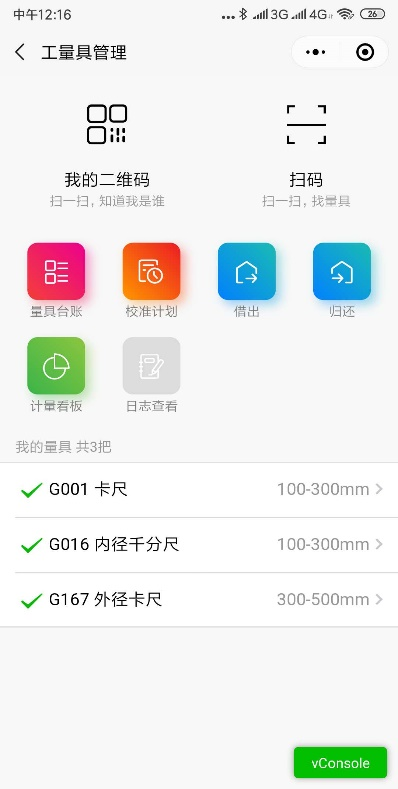 中午12:16
3G 4G 26
工量具管理
我的二维码
扫一扫，知道我是谁
扫码
扫一扫，找量具
量具台账 校准计划 借出 归还
计量看板 日志查看
我的量具 共3把
G001 卡尺 100-300mm
G016 内径千分尺 100-300mm
G167 外径卡尺 300-500mm
vConsole